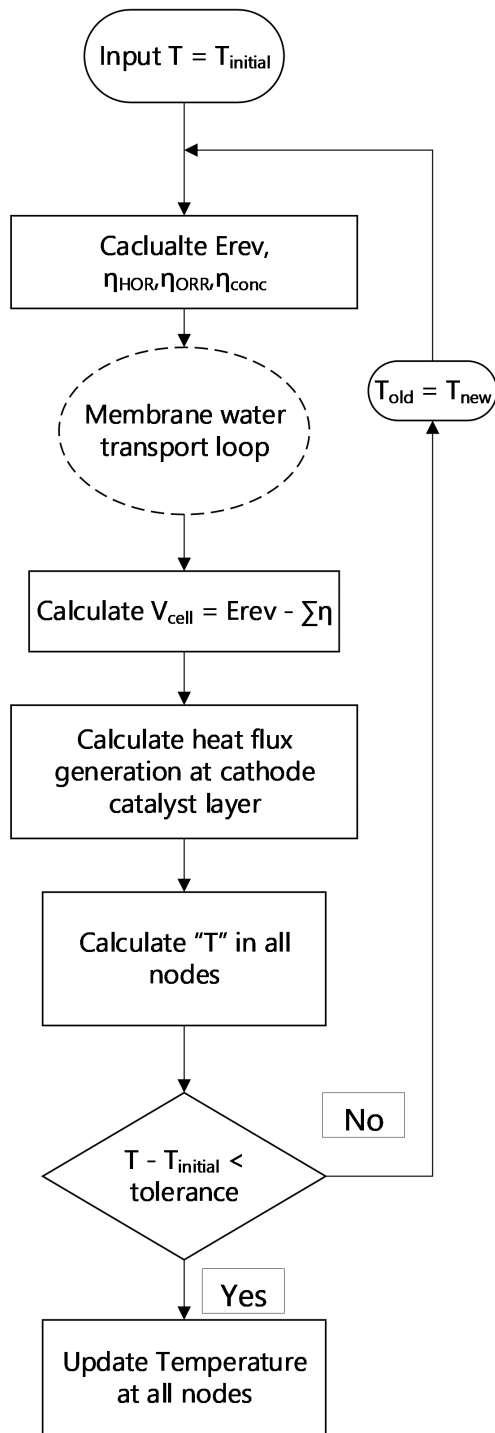 Input T = Tinitial
Caclualte Erev,
ηHOR,ηORR,ηconc
Told = Tnew
Membrane water
transport loop
Calculate Vcell = Erev - ∑η
Calculate heat flux
generation at cathode
catalyst layer
Calculate "T" in all
nodes
No
T - Tinitial <
tolerance
Yes
Update Temperature
at all nodes